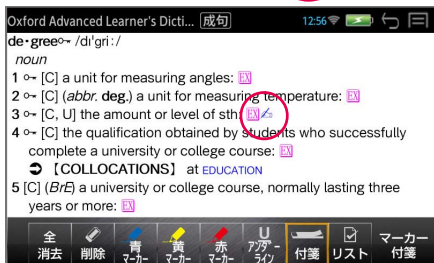 Oxford Advanced Learner's Dicti... 成句 12:56
de·gree /dɪˈɡriː/
noun
1 [C] a unit for measuring angles: EX
2 [C] (abbr. deg.) a unit for measuring temperature: EX
3 [C, U] the amount or level of sth: EX
4 [C] the qualification obtained by students who successfully
complete a university or college course: EX
➲ 【COLLOCATIONS】 at EDUCATION
5 [C] (BrE) a university or college course, normally lasting three
years or more: EX
全消去 削除 青マーカー 黄マーカー 赤マーカー Uアンダーライン 付箋 リスト マーカー付箋